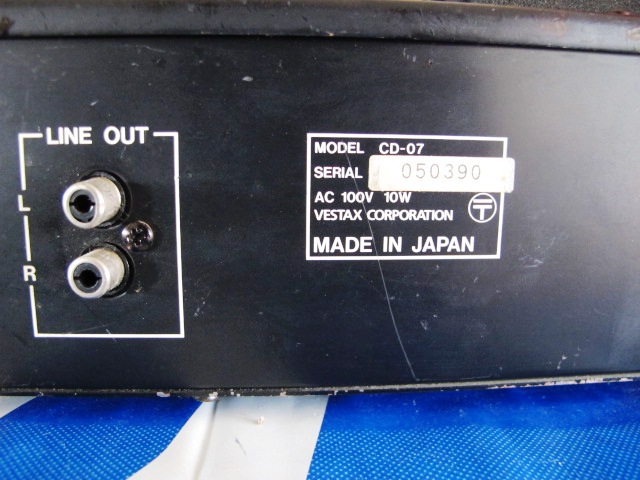 LINE OUT
L
R
MODEL CD-07
SERIAL 050390
AC 100V 10W
VESTAX CORPORATION
MADE IN JAPAN